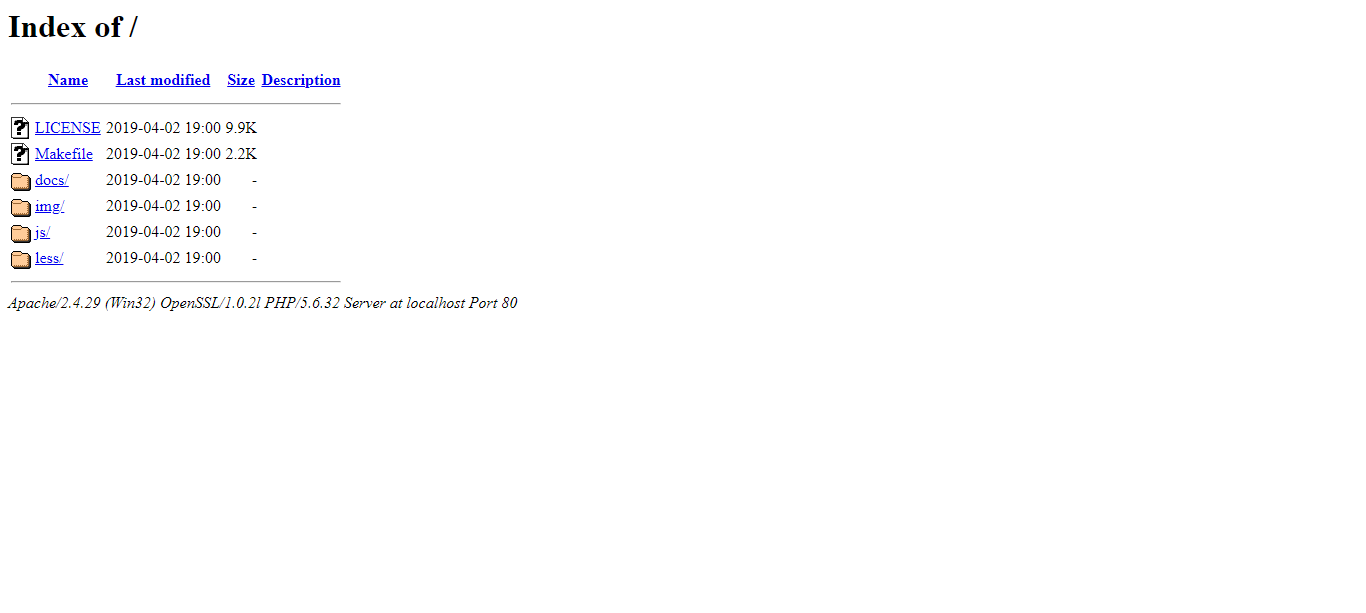 Index of /
Name Last modified Size Description
LICENSE 2019-04-02 19:00 9.9K
Makefile 2019-04-02 19:00 2.2K
docs/ 2019-04-02 19:00 -
img/ 2019-04-02 19:00 -
js/ 2019-04-02 19:00 -
less/ 2019-04-02 19:00 -
Apache/2.4.29 (Win32) OpenSSL/1.0.2l PHP/5.6.32 Server at localhost Port 80